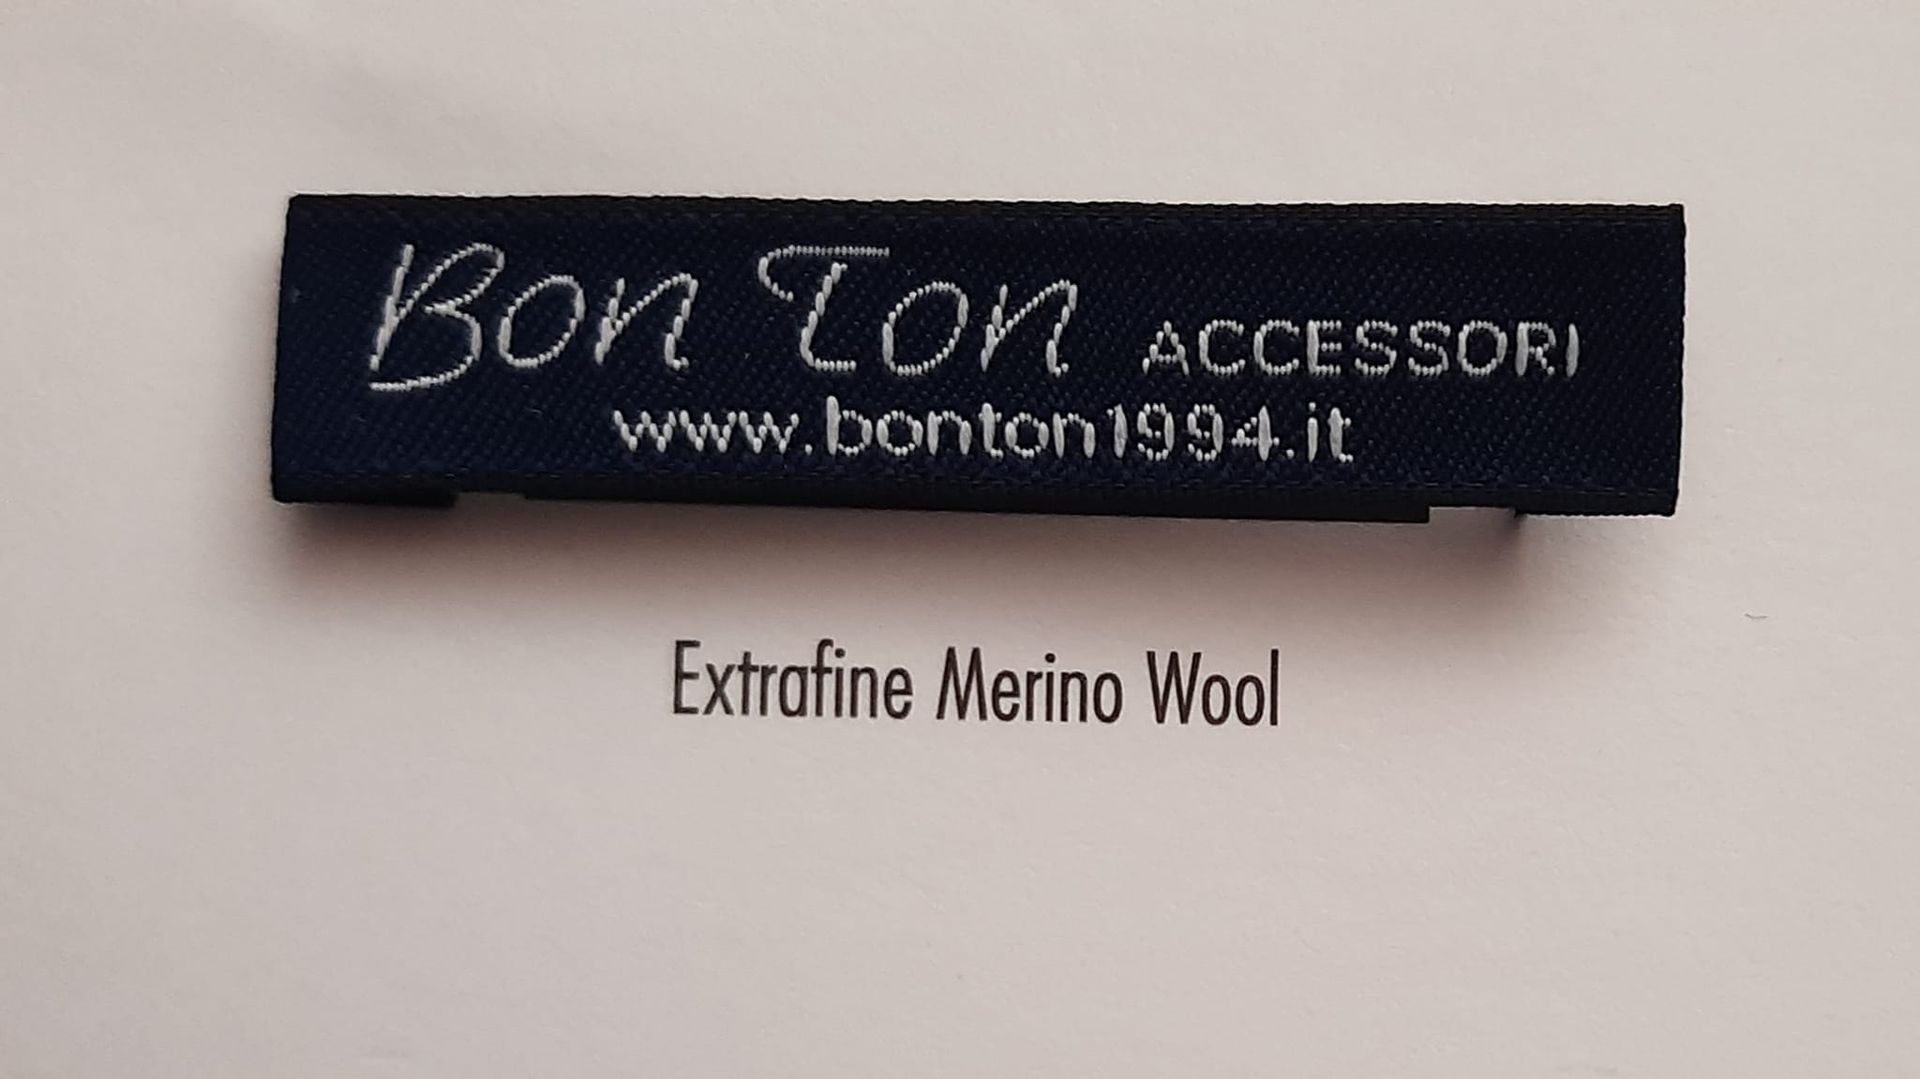 Bon Ton ACCESSORI
www.bonton1994.it
Extrafine Merino Wool